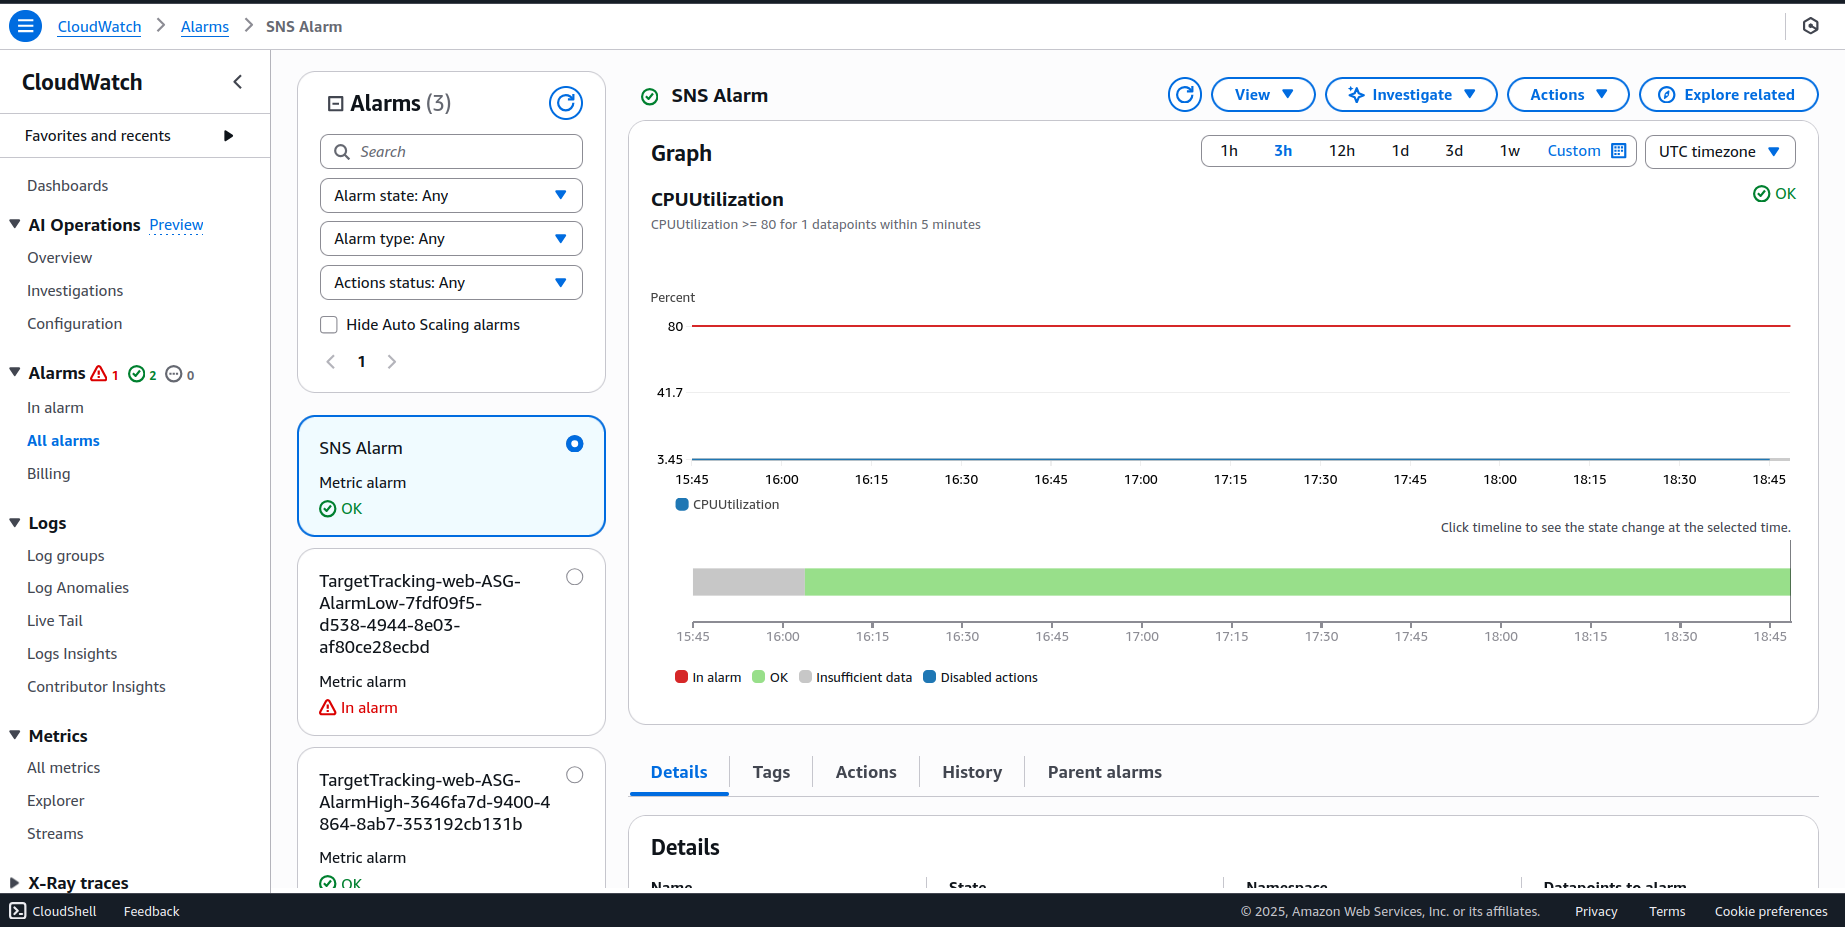 CloudWatch > Alarms > SNS Alarm
CloudWatch
Favorites and recents
Dashboards
AI Operations Preview
Overview
Investigations
Configuration
Alarms 1 2 0
In alarm
All alarms
Billing
Logs
Log groups
Log Anomalies
Live Tail
Logs Insights
Contributor Insights
Metrics
All metrics
Explorer
Streams
X-Ray traces
Alarms (3)
Search
Alarm state: Any
Alarm type: Any
Actions status: Any
Hide Auto Scaling alarms
1
SNS Alarm
Metric alarm
OK
TargetTracking-web-ASG-
AlarmLow-7fdf09f5-
d538-4944-8e03-
af80ce28ecbd
Metric alarm
In alarm
TargetTracking-web-ASG-
AlarmHigh-3646fa7d-9400-4
864-8ab7-353192cb131b
Metric alarm
OK
SNS Alarm
View Investigate Actions Explore related
Graph
1h 3h 12h 1d 3d 1w Custom UTC timezone
CPUUtilization
OK
CPUUtilization >= 80 for 1 datapoints within 5 minutes
Percent
80
41.7
3.45
15:45 16:00 16:15 16:30 16:45 17:00 17:15 17:30 17:45 18:00 18:15 18:30 18:45
CPUUtilization
Click timeline to see the state change at the selected time.
15:45 16:00 16:15 16:30 16:45 17:00 17:15 17:30 17:45 18:00 18:15 18:30 18:45
In alarm OK Insufficient data Disabled actions
Details Tags Actions History Parent alarms
Details
Name State Namespace Datapoints to alarm
CloudShell Feedback © 2025, Amazon Web Services, Inc. or its affiliates. Privacy Terms Cookie preferences